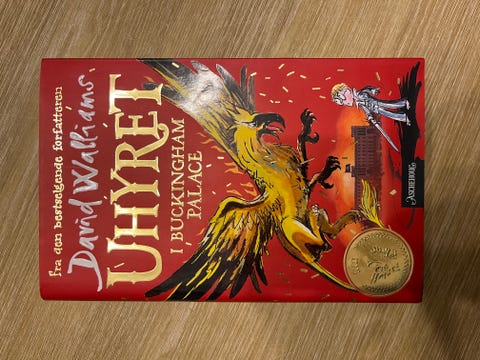 Fra den bestselgende forfatteren
David Walliams
UHYRET
I BUCKINGHAM
PALACE
ASCHEHOUG